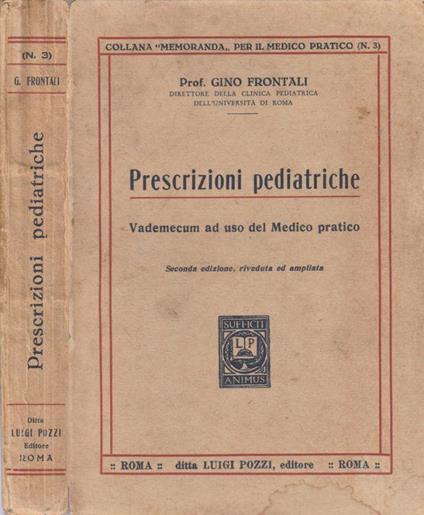 (N. 3)
G. FRONTALI
Prescrizioni pediatriche
Ditta
LUIGI POZZI
Editore
ROMA
COLLANA "MEMORANDA„ PER IL MEDICO PRATICO (N. 3)
Prof. GINO FRONTALI
DIRETTORE DELLA CLINICA PEDIATRICA
DELL'UNIVERSITÀ DI ROMA
Prescrizioni pediatriche
Vademecum ad uso del Medico pratico
Seconda edizione, riveduta ed ampliata
SUFFICIT
L P
ANIMUS
:: ROMA :: ditta LUIGI POZZI, editore :: ROMA ::